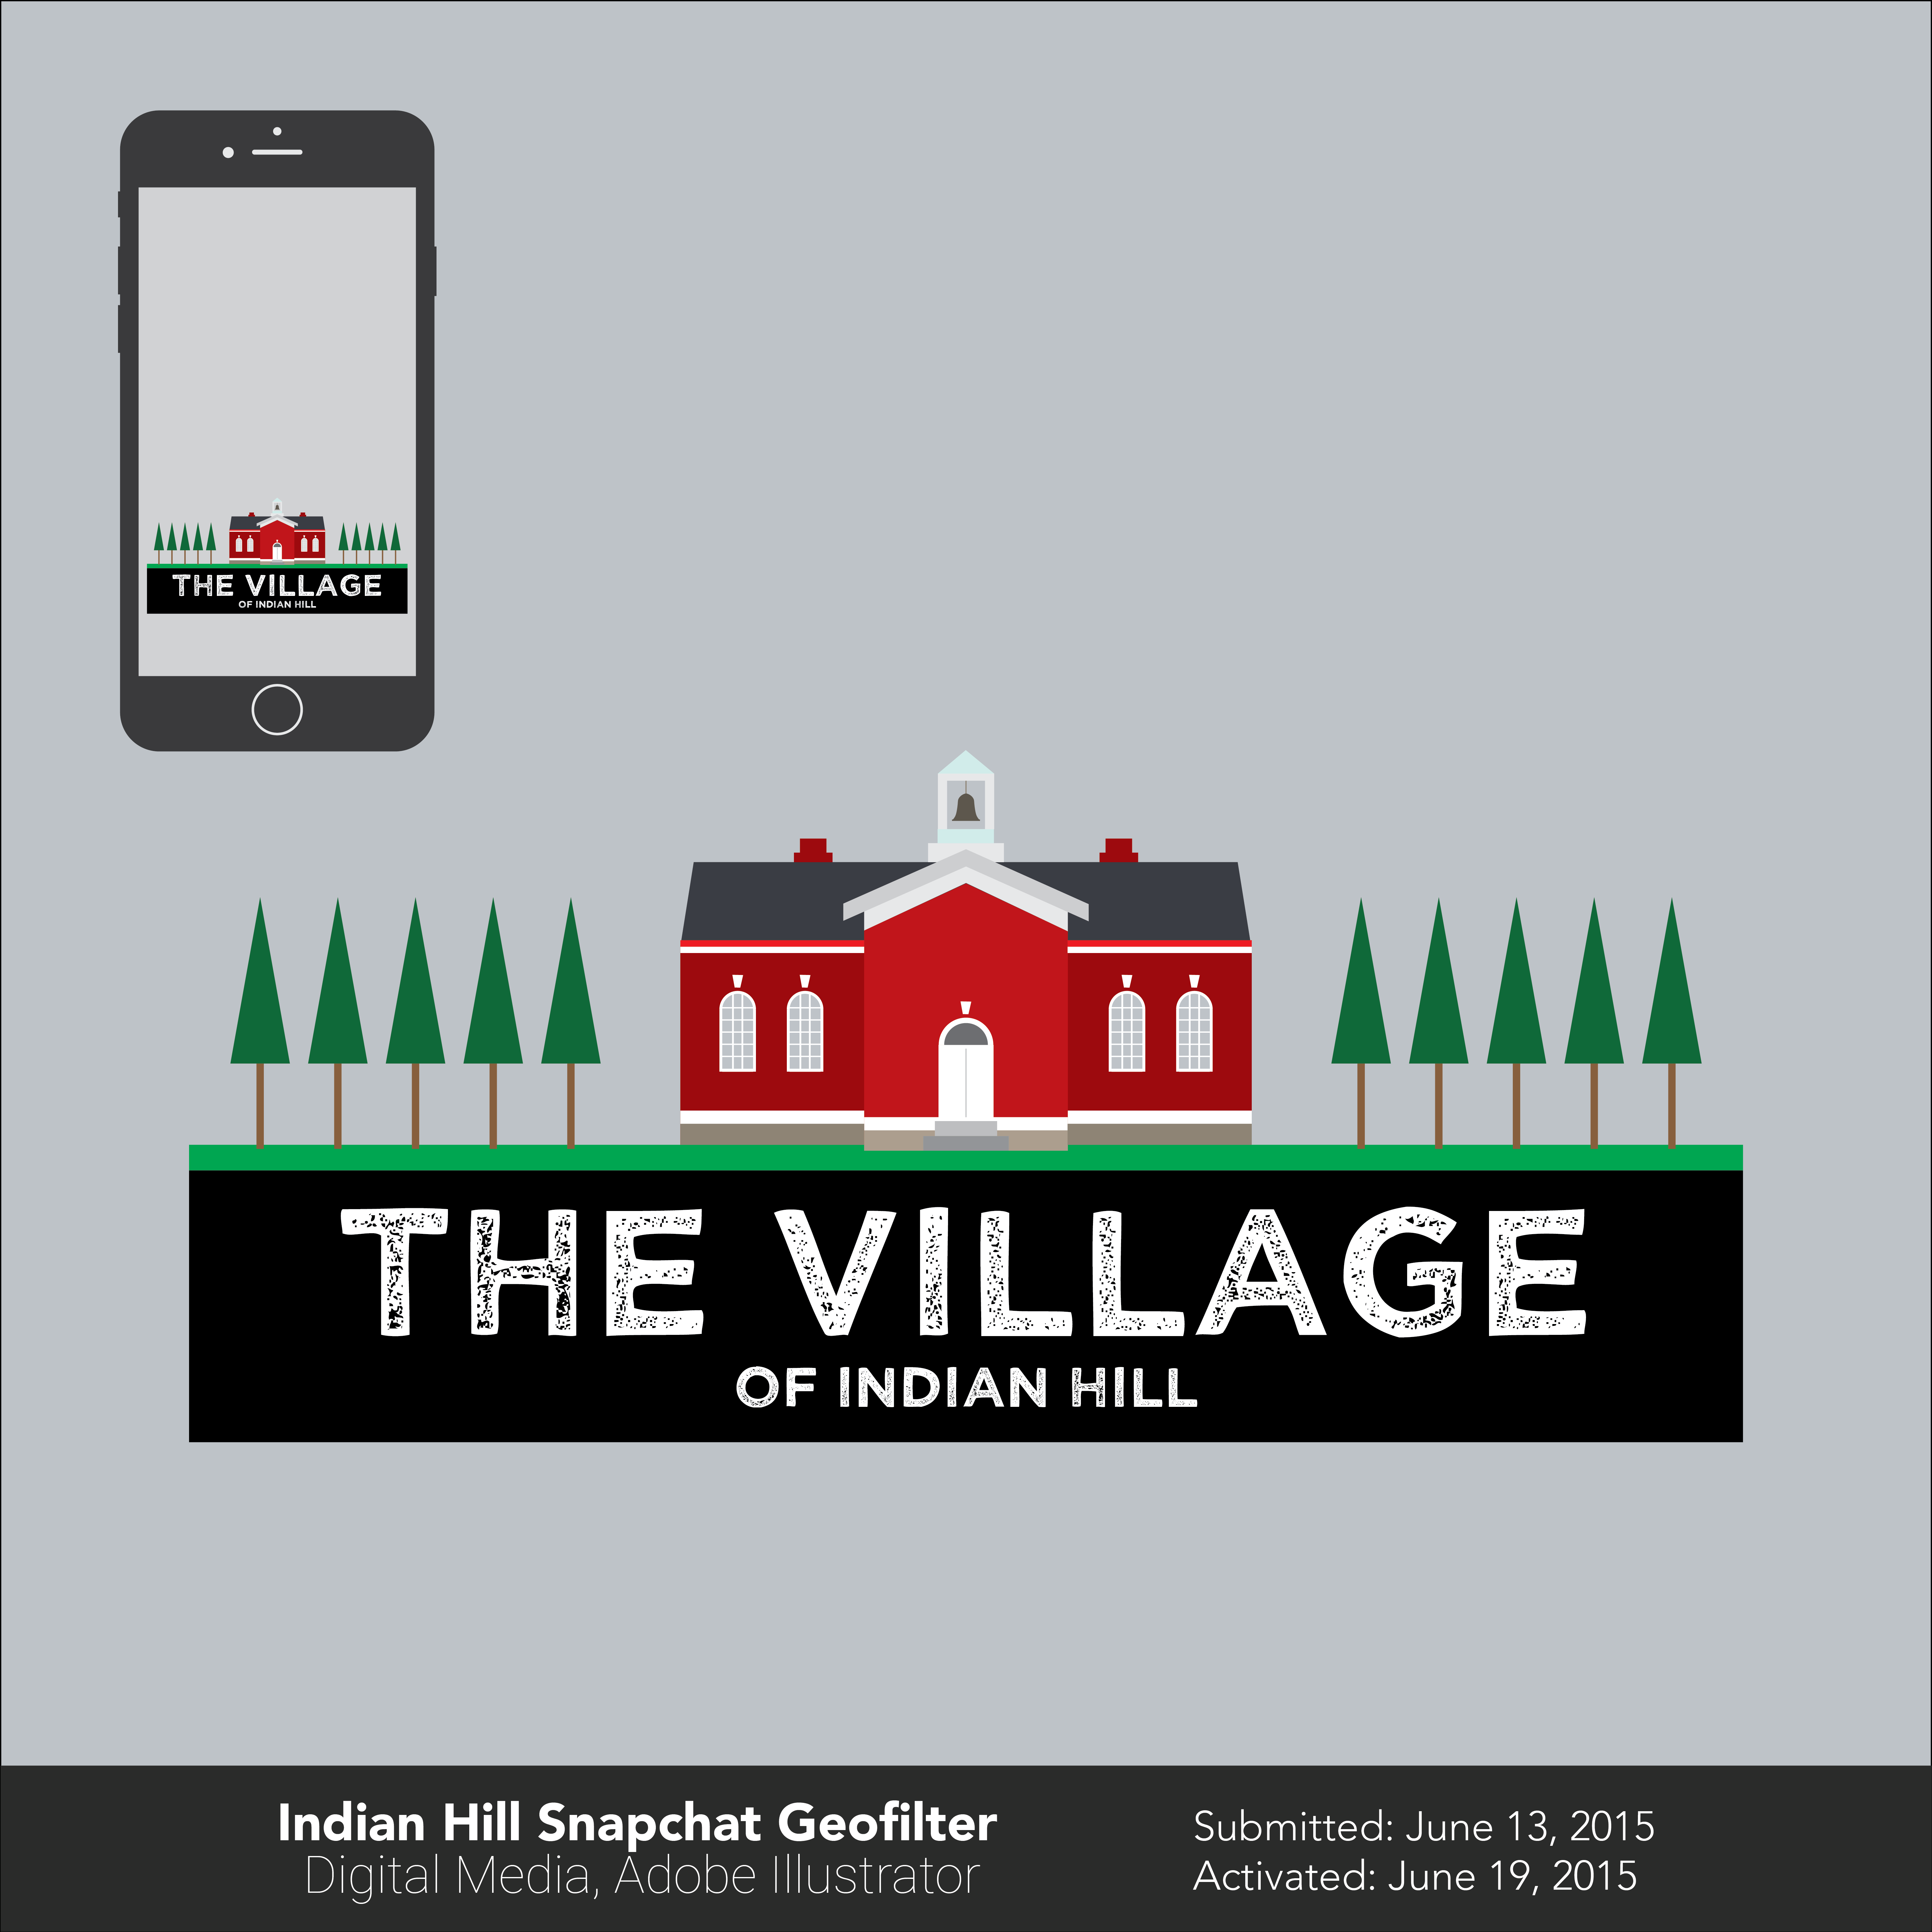 THE VILLAGE
OF INDIAN HILL
THE VILLAGE
OF INDIAN HILL
Indian Hill Snapchat Geofilter
Digital Media, Adobe Illustrator
Submitted: June 13, 2015
Activated: June 19, 2015